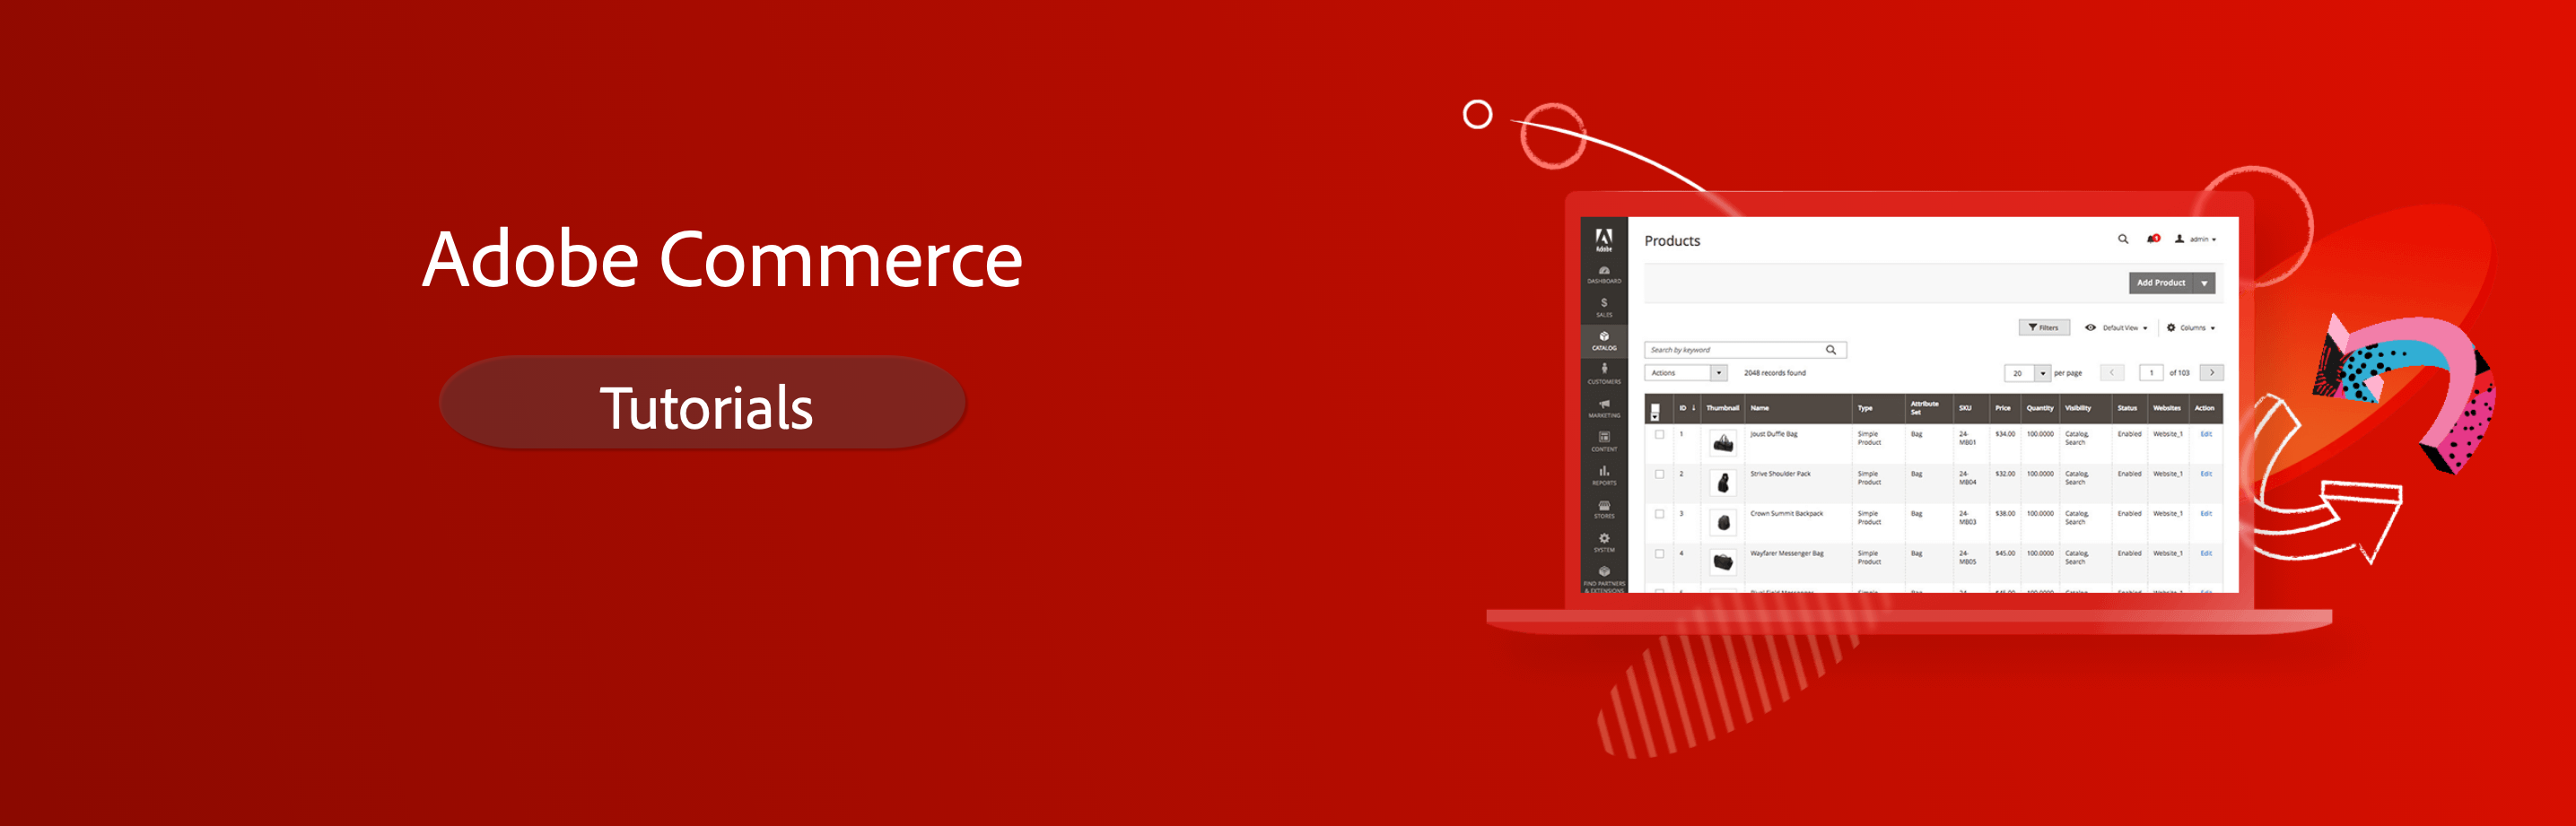 Adobe Commerce
Tutorials
Adobe
DASHBOARD
SALES
CATALOG
CUSTOMERS
MARKETING
CONTENT
REPORTS
STORES
SYSTEM
FIND PARTNERS
& EXTENSIONS
Products
admin
Add Product
Filters
Default View
Columns
Search by keyword
Actions
2048 records found
20
per page
1
of 103
ID ↓ Thumbnail Name Type Attribute Set SKU Price Quantity Visibility Status Websites Action
1 Joust Duffle Bag Simple Product Bag 24-MB01 $34.00 100.0000 Catalog, Search Enabled Website_1 Edit
2 Strive Shoulder Pack Simple Product Bag 24-MB04 $32.00 100.0000 Catalog, Search Enabled Website_1 Edit
3 Crown Summit Backpack Simple Product Bag 24-MB03 $38.00 100.0000 Catalog, Search Enabled Website_1 Edit
4 Wayfarer Messenger Bag Simple Product Bag 24-MB05 $45.00 100.0000 Catalog, Search Enabled Website_1 Edit